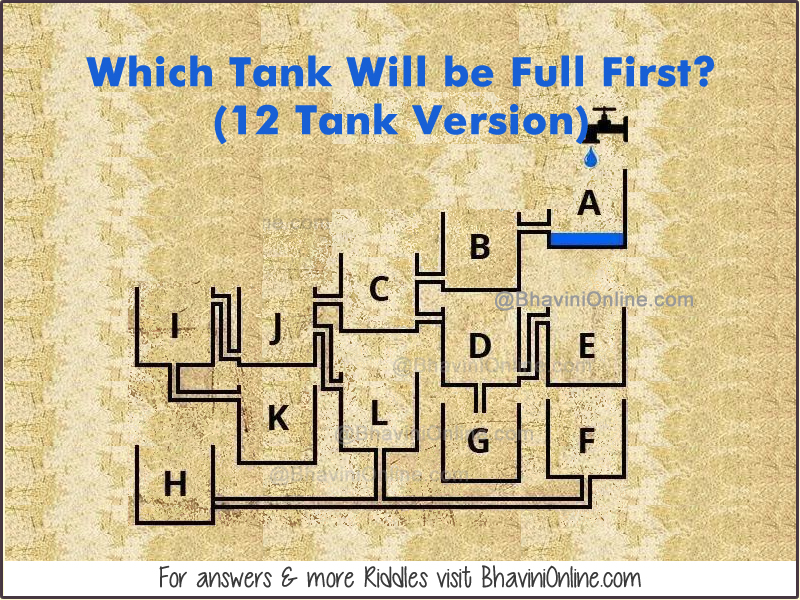 Which Tank Will be Full First?
(12 Tank Version)
A
B
C
@BhaviniOnline.com
I
J
D
E
K
L
G
F
H
For answers & more Riddles visit BhaviniOnline.com